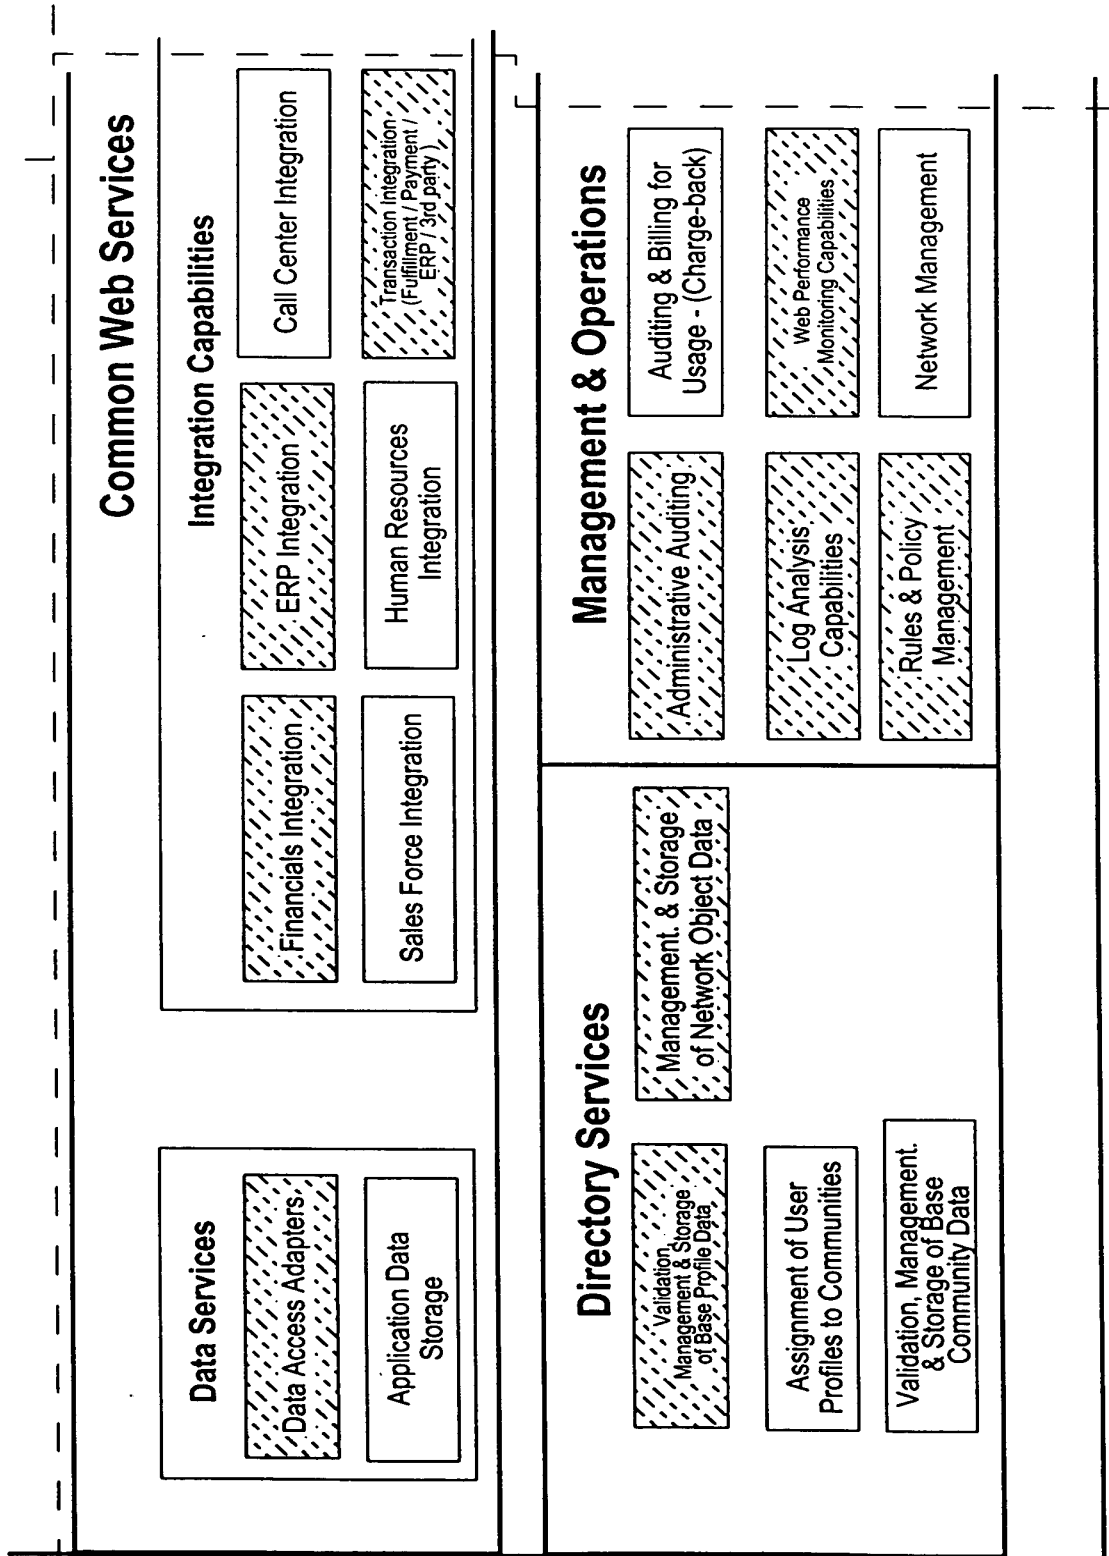 Common Web Services
Data Services
Data Access Adapters
Application Data
Storage
Integration Capabilities
Financials Integration
ERP Integration
Call Center Integration
Sales Force Integration
Human Resources
Integration
Transaction Integration
(Fulfillment / Payment /
ERP / 3rd party )
Directory Services
Validation,
Management & Storage
of Base Profile Data
Management. & Storage
of Network Object Data
Assignment of User
Profiles to Communities
Validation, Management.
& Storage of Base
Community Data
Management & Operations
Administrative Auditing
Auditing & Billing for
Usage - (Charge-back)
Log Analysis
Capabilities
Web Performance
Monitoring Capabilities
Rules & Policy
Management
Network Management